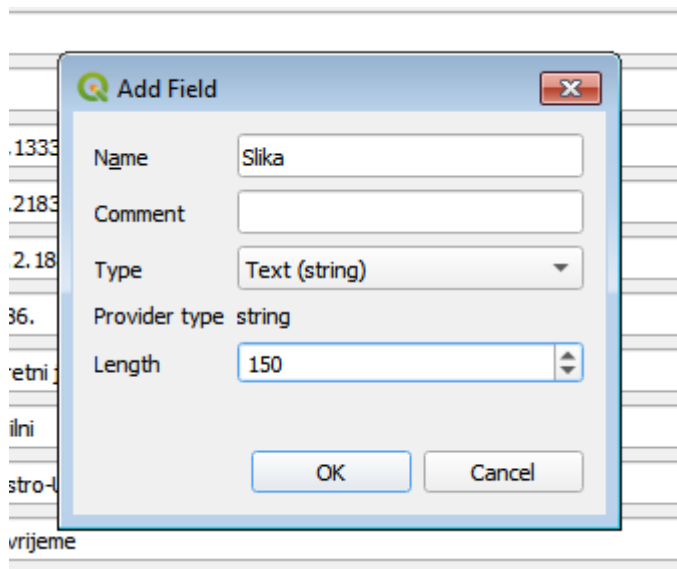 Add Field
.1333
Name Slika
.2183
Comment
2.18
Type Text (string)
36.
Provider type string
Length 150
retni
ilni
OK Cancel
stro-
vrijeme